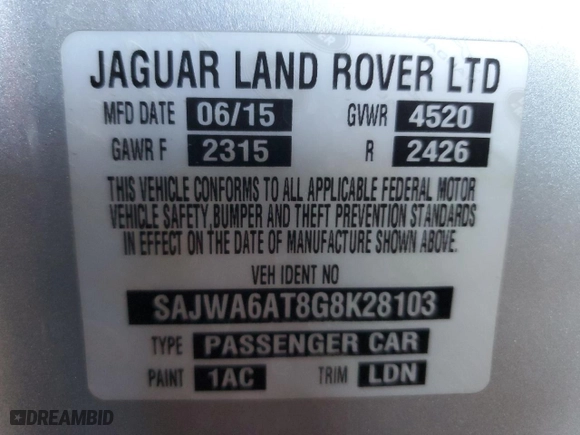 JAGUAR LAND ROVER LTD
MFD DATE 06/15 GVWR 4520
GAWR F 2315 R 2426
THIS VEHICLE CONFORMS TO ALL APPLICABLE FEDERAL MOTOR
VEHICLE SAFETY, BUMPER AND THEFT PREVENTION STANDARDS
IN EFFECT ON THE DATE OF MANUFACTURE SHOWN ABOVE.
VEH IDENT NO
SAJWA6AT8G8K28103
TYPE PASSENGER CAR
PAINT 1AC TRIM LDN
DREAMBID